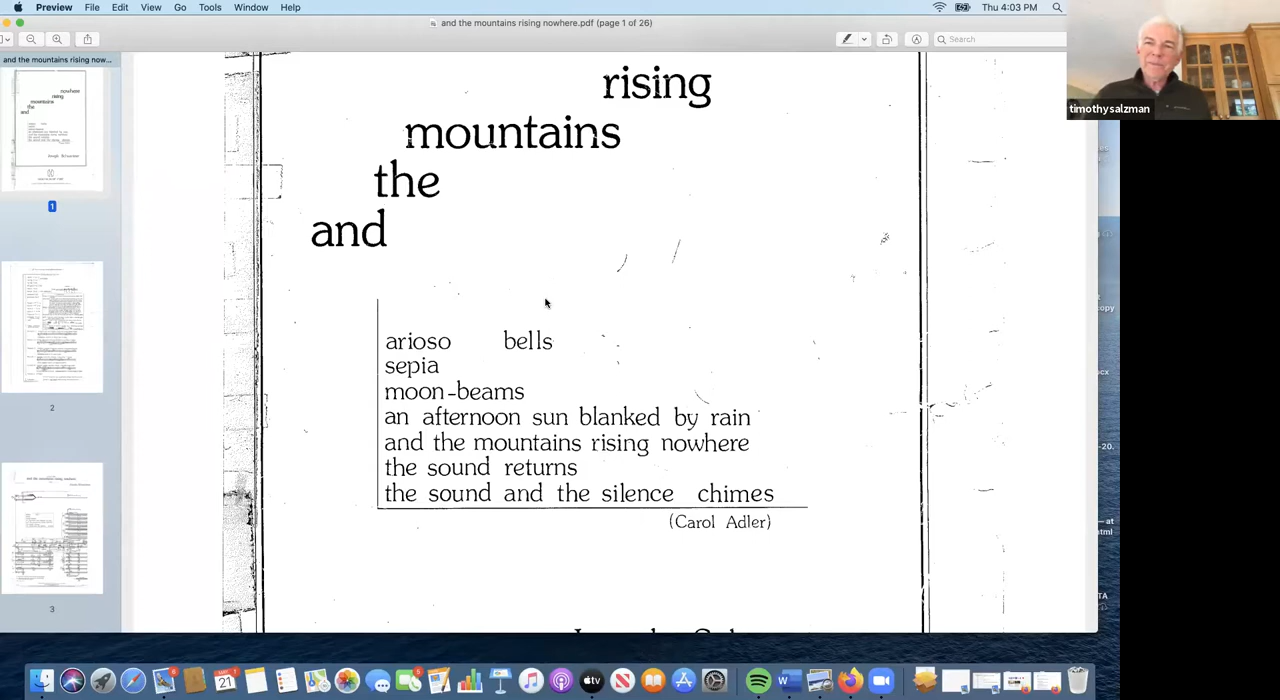 Preview File Edit View Go Tools Window Help
Thu 4:03 PM
and the mountains rising nowhere.pdf (page 1 of 26)
Search
and the mountains rising now...
timothysalzman
rising
mountains
the
and
arioso bells
sepia
moon-beams
an afternoon sun blanked by rain
and the mountains rising nowhere
the sound returns
the sound and the silence chimes
(Carol Adler)
1
2
3